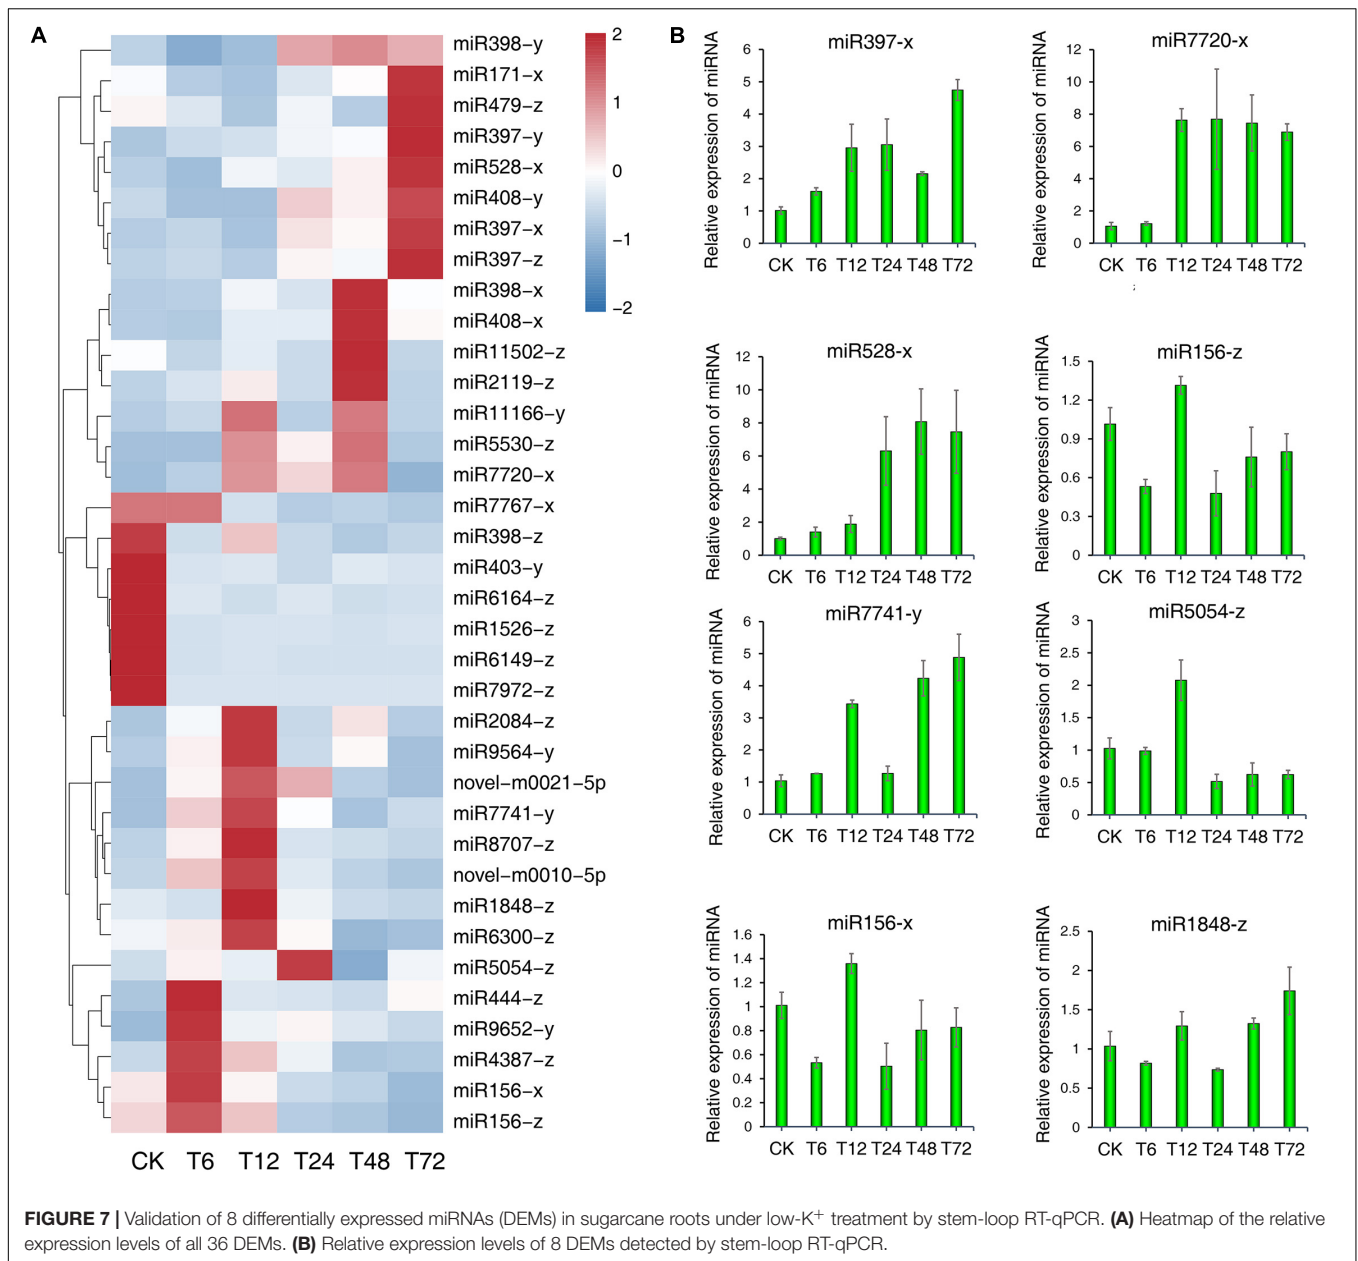 A
miR398−y
miR171−x
miR479−z
miR397−y
miR528−x
miR408−y
miR397−x
miR397−z
miR398−x
miR408−x
miR11502−z
miR2119−z
miR11166−y
miR5530−z
miR7720−x
miR7767−x
miR398−z
miR403−y
miR6164−z
miR1526−z
miR6149−z
miR7972−z
miR2084−z
miR9564−y
novel−m0021−5p
miR7741−y
miR8707−z
novel−m0010−5p
miR1848−z
miR6300−z
miR5054−z
miR444−z
miR9652−y
miR4387−z
miR156−x
miR156−z
CK T6 T12 T24 T48 T72
2
1
0
−1
−2
B
miR397-x
Relative expression of miRNA
6
5
4
3
2
1
0
CK T6 T12 T24 T48 T72
miR7720-x
Relative expression of miRNA
12
10
8
6
4
2
0
CK T6 T12 T24 T48 T72
;
miR528-x
Relative expression of miRNA
12
10
8
6
4
2
0
CK T6 T12 T24 T48 T72
miR156-z
Relative expression of miRNA
1.5
1.2
0.9
0.6
0.3
0
CK T6 T12 T24 T48 T72
miR7741-y
Relative expression of miRNA
6
5
4
3
2
1
0
CK T6 T12 T24 T48 T72
miR5054-z
Relative expression of miRNA
3
2.5
2
1.5
1
0.5
0
CK T6 T12 T24 T48 T72
miR156-x
Relative expression of miRNA
1.6
1.4
1.2
1
0.8
0.6
0.4
0.2
0
CK T6 T12 T24 T48 T72
miR1848-z
Relative expression of miRNA
2.5
2
1.5
1
0.5
0
CK T6 T12 T24 T48 T72
FIGURE 7 | Validation of 8 differentially expressed miRNAs (DEMs) in sugarcane roots under low-K⁺ treatment by stem-loop RT-qPCR. (A) Heatmap of the relative
expression levels of all 36 DEMs. (B) Relative expression levels of 8 DEMs detected by stem-loop RT-qPCR.